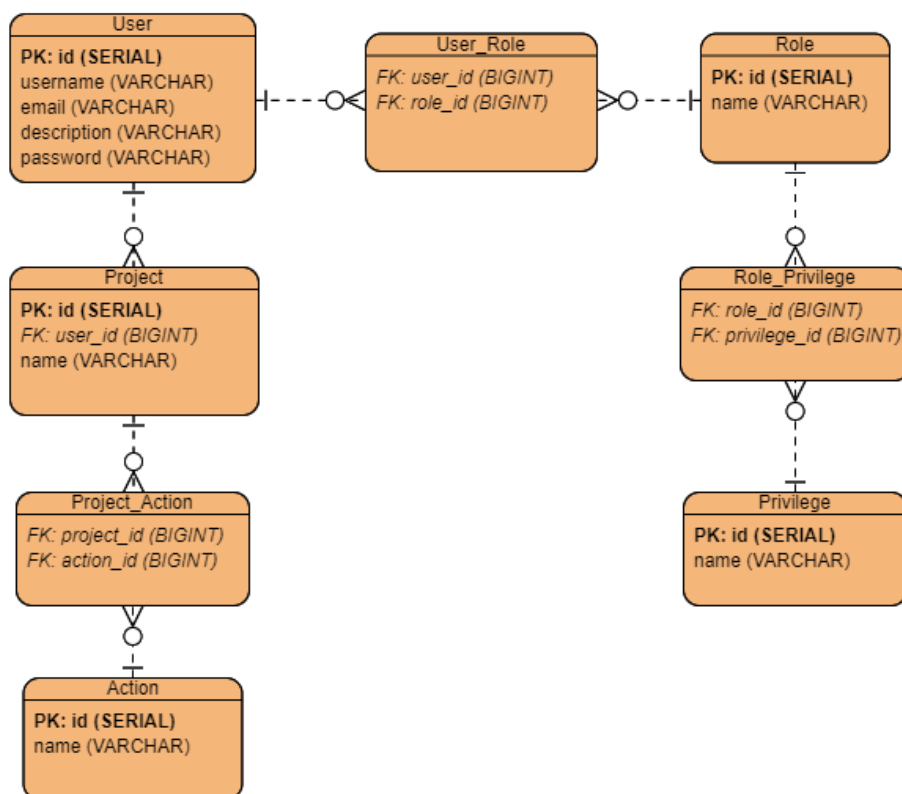 User
PK: id (SERIAL)
username (VARCHAR)
email (VARCHAR)
description (VARCHAR)
password (VARCHAR)
User_Role
FK: user_id (BIGINT)
FK: role_id (BIGINT)
Role
PK: id (SERIAL)
name (VARCHAR)
Project
PK: id (SERIAL)
FK: user_id (BIGINT)
name (VARCHAR)
Role_Privilege
FK: role_id (BIGINT)
FK: privilege_id (BIGINT)
Project_Action
FK: project_id (BIGINT)
FK: action_id (BIGINT)
Privilege
PK: id (SERIAL)
name (VARCHAR)
Action
PK: id (SERIAL)
name (VARCHAR)